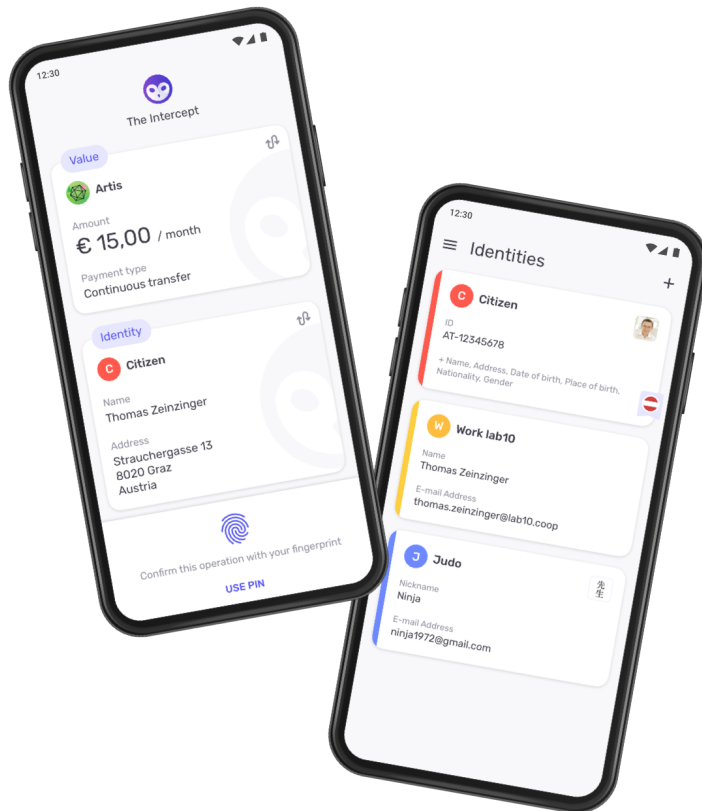 12:30
The Intercept
Value
Artis
Amount
€ 15,00 / month
Payment type
Continuous transfer
Identity
C Citizen
Name
Thomas Zeinzinger
Address
Strauchergasse 13
8020 Graz
Austria
Confirm this operation with your fingerprint
USE PIN
12:30
Identities
+
C Citizen
ID
AT-12345678
+ Name, Address, Date of birth, Place of birth,
Nationality, Gender
W Work lab10
Name
Thomas Zeinzinger
E-mail Address
thomas.zeinzinger@lab10.coop
J Judo
先
生
Nickname
Ninja
E-mail Address
ninja1972@gmail.com